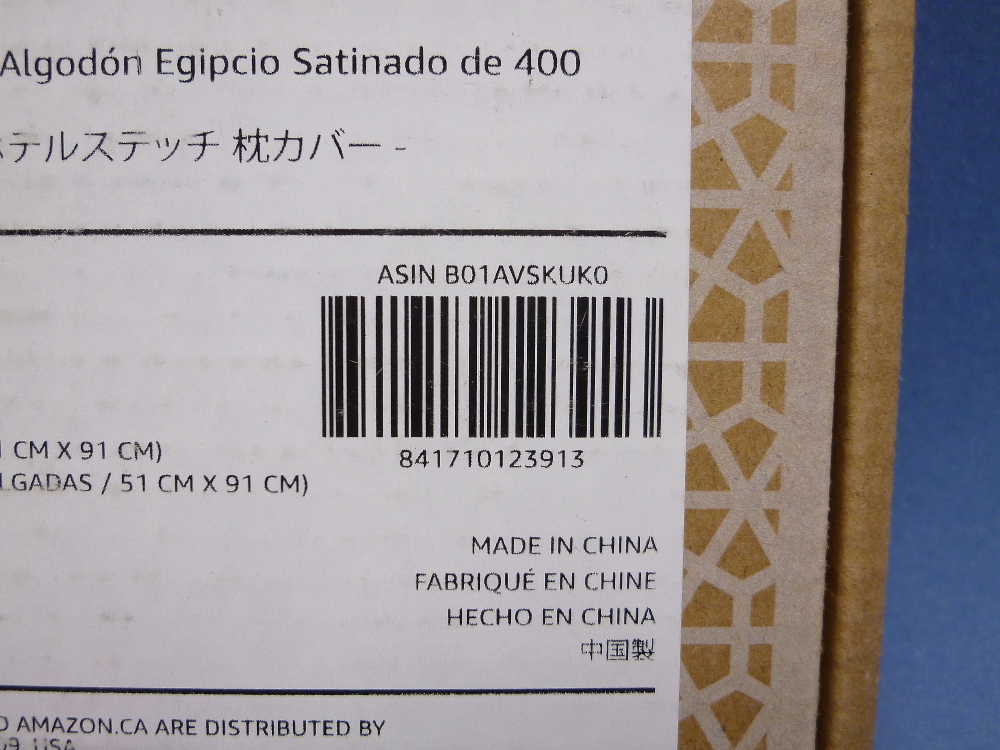 Algodón Egipcio Satinado de 400
ホテルステッチ 枕カバー -
ASIN B01AVSKUK0
841710123913
CM X 91 CM)
LGADAS / 51 CM X 91 CM)
MADE IN CHINA
FABRIQUÉ EN CHINE
HECHO EN CHINA
中国製
AMAZON.CA ARE DISTRIBUTED BY
USA